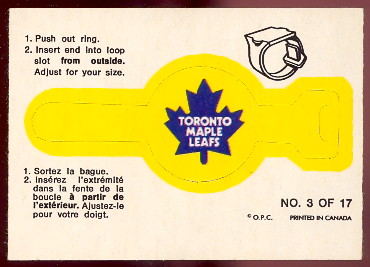 1. Push out ring.
2. Insert end into loop
slot from outside.
Adjust for your size.
TORONTO
MAPLE
LEAFS
1. Sortez la bague.
2. Insérez l'extrémité
dans la fente de la
boucle à partir de
l'extérieur. Ajustez-le
pour votre doigt.
NO. 3 OF 17
© O.P.C. PRINTED IN CANADA